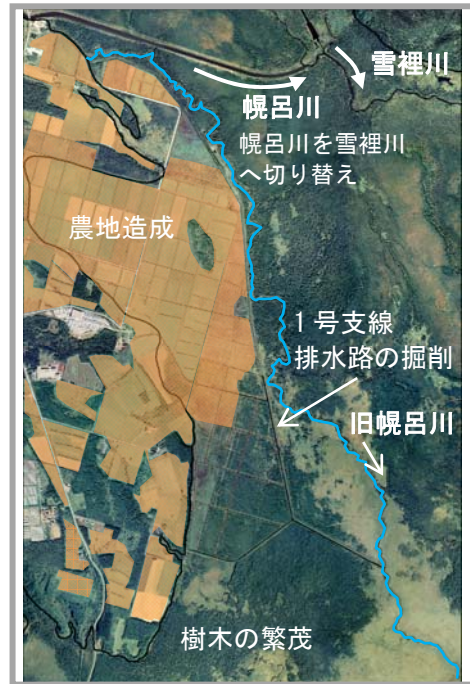 雪裡川
幌呂川
幌呂川を雪裡川
へ切り替え
農地造成
1号支線
排水路の掘削
旧幌呂川
樹木の繁茂